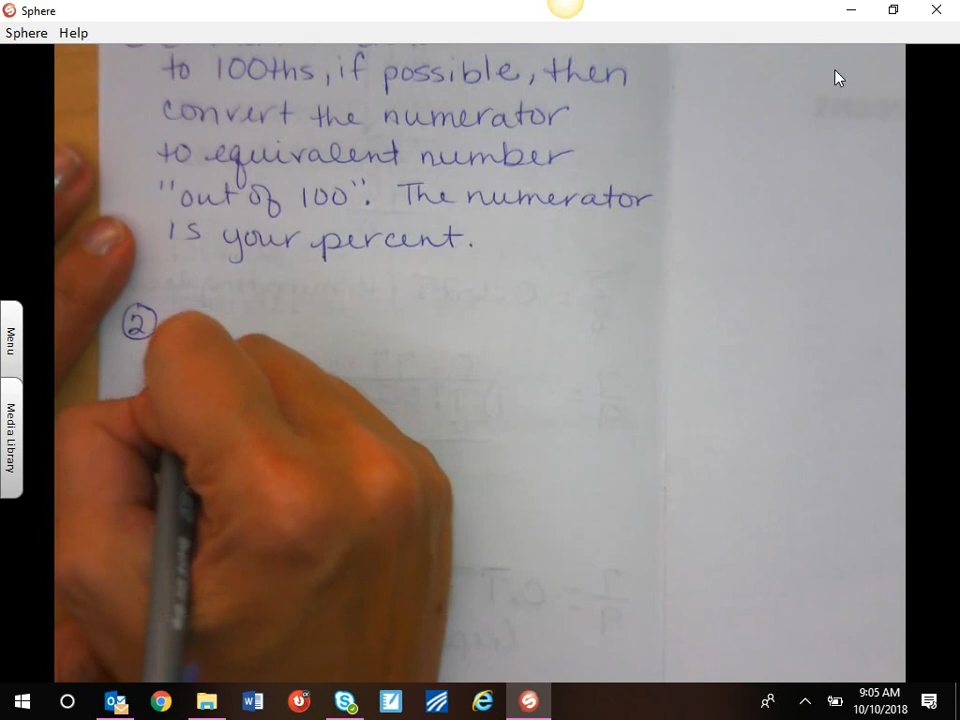 Sphere
Sphere Help
to 100ths, if possible, then
convert the numerator
to equivalent number
"out of 100". The numerator
is your percent.
②
Menu
Media Library
9:05 AM
10/10/2018